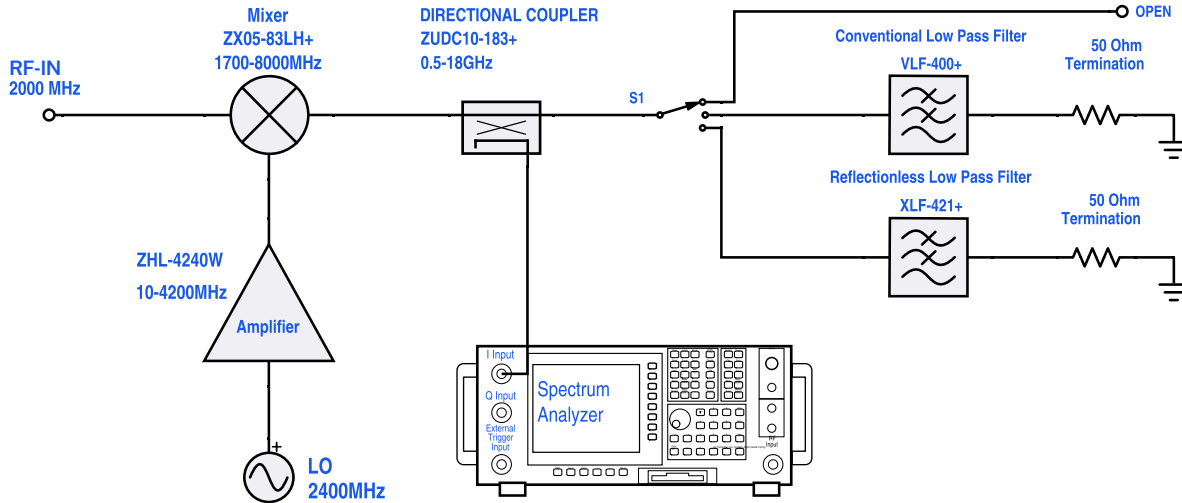 Mixer
ZX05-83LH+
1700-8000MHz
DIRECTIONAL COUPLER
ZUDC10-183+
0.5-18GHz
OPEN
Conventional Low Pass Filter
VLF-400+
50 Ohm
Termination
RF-IN
2000 MHz
S1
Reflectionless Low Pass Filter
XLF-421+
50 Ohm
Termination
ZHL-4240W
10-4200MHz
Amplifier
I Input
Q Input
External
Trigger
Input
Spectrum
Analyzer
RF
Input
+
LO
2400MHz